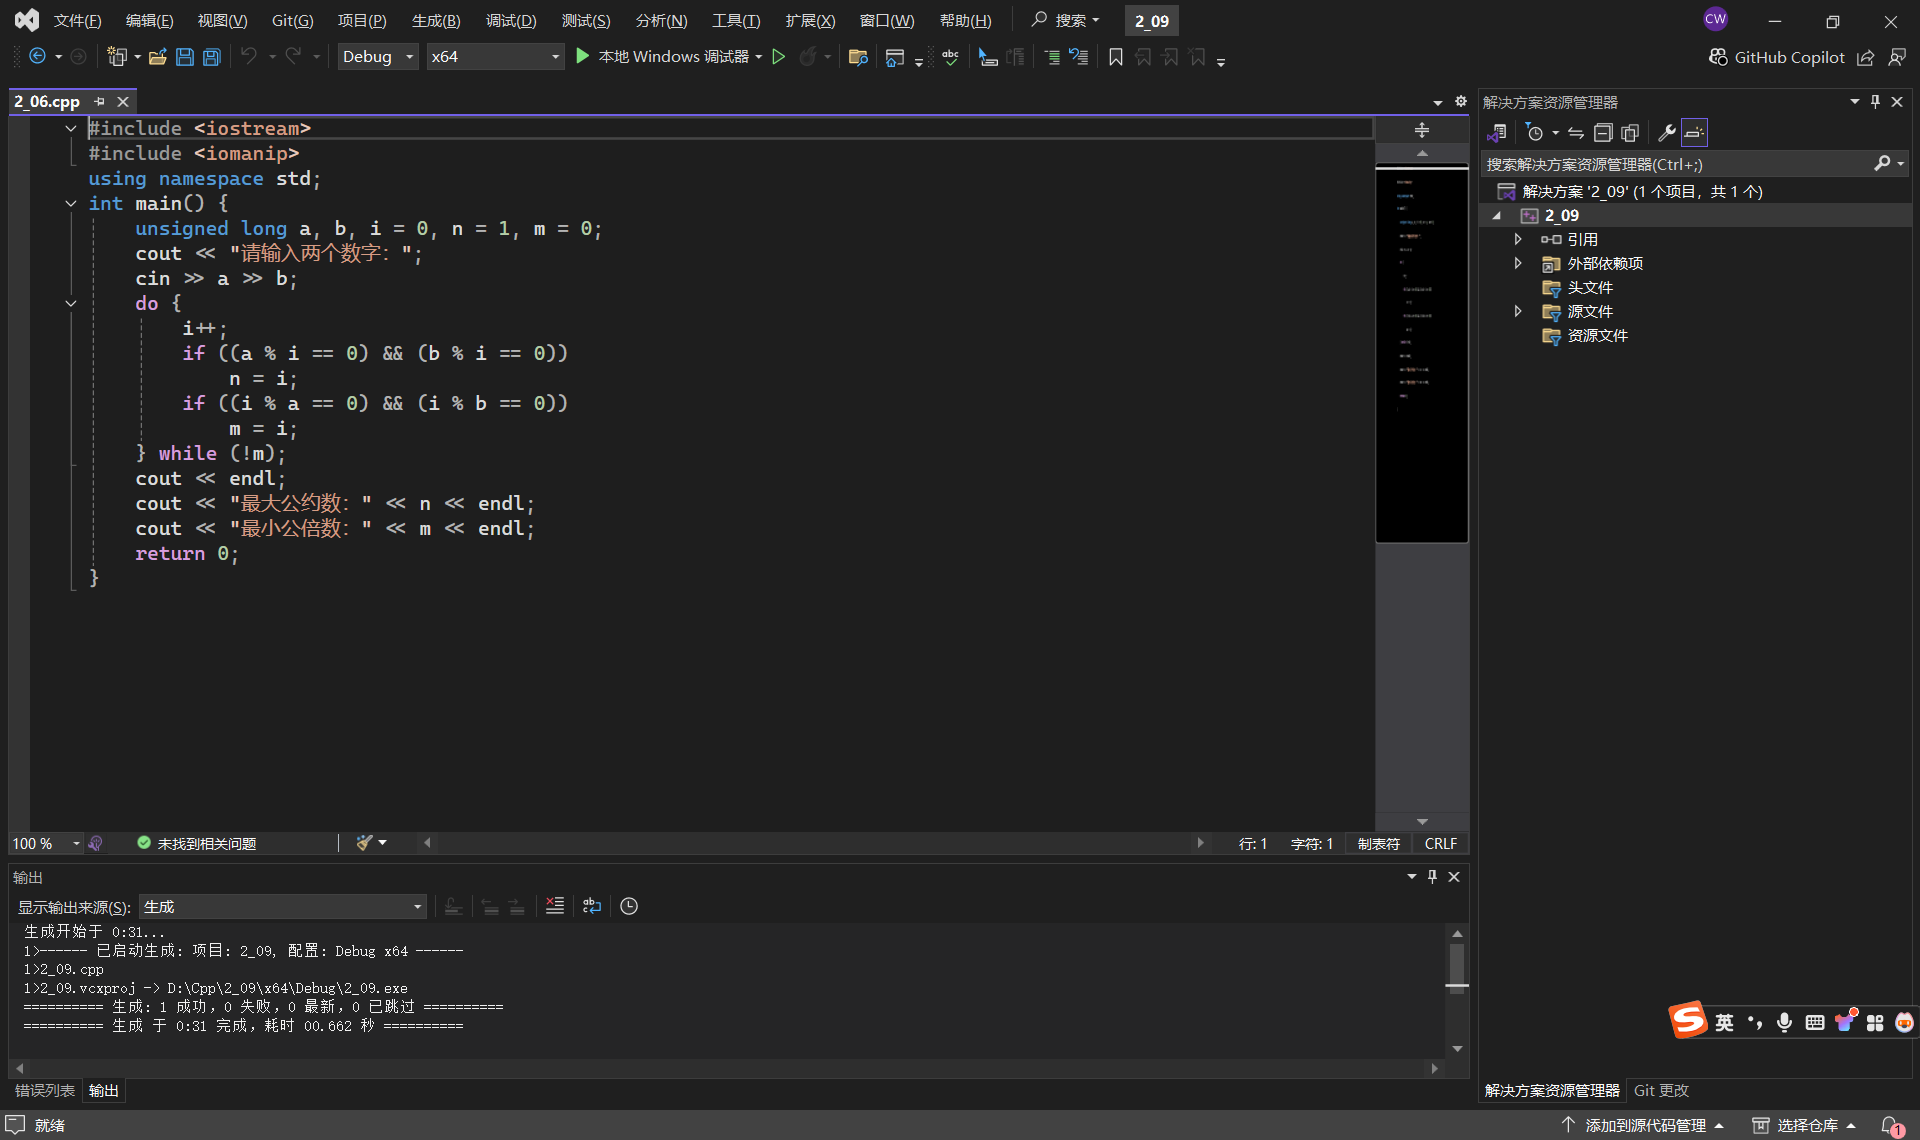 文件(F) 编辑(E) 视图(V) Git(G) 项目(P) 生成(B) 调试(D) 测试(S) 分析(N) 工具(T) 扩展(X) 窗口(W) 帮助(H) 搜索 2_09 CW
Debug x64 本地 Windows 调试器 GitHub Copilot
2_06.cpp
#include <iostream>
#include <iomanip>
using namespace std;
int main() {
unsigned long a, b, i = 0, n = 1, m = 0;
cout << "请输入两个数字: ";
cin >> a >> b;
do {
i++;
if ((a % i == 0) && (b % i == 0))
n = i;
if ((i % a == 0) && (i % b == 0))
m = i;
} while (!m);
cout << endl;
cout << "最大公约数: " << n << endl;
cout << "最小公倍数: " << m << endl;
return 0;
}
100 % 未找到相关问题 行: 1 字符: 1 制表符 CRLF
输出
显示输出来源(S): 生成
生成开始于 0:31...
1>------ 已启动生成: 项目: 2_09, 配置: Debug x64 ------
1>2_09.cpp
1>2_09.vcxproj -> D:\Cpp\2_09\x64\Debug\2_09.exe
========== 生成: 1 成功，0 失败，0 最新，0 已跳过 ==========
========== 生成 于 0:31 完成，耗时 00.662 秒 ==========
错误列表 输出
解决方案资源管理器
搜索解决方案资源管理器(Ctrl+;)
解决方案 '2_09' (1 个项目，共 1 个)
2_09
引用
外部依赖项
头文件
源文件
资源文件
英
解决方案资源管理器 Git 更改
就绪 添加到源代码管理 选择仓库 1